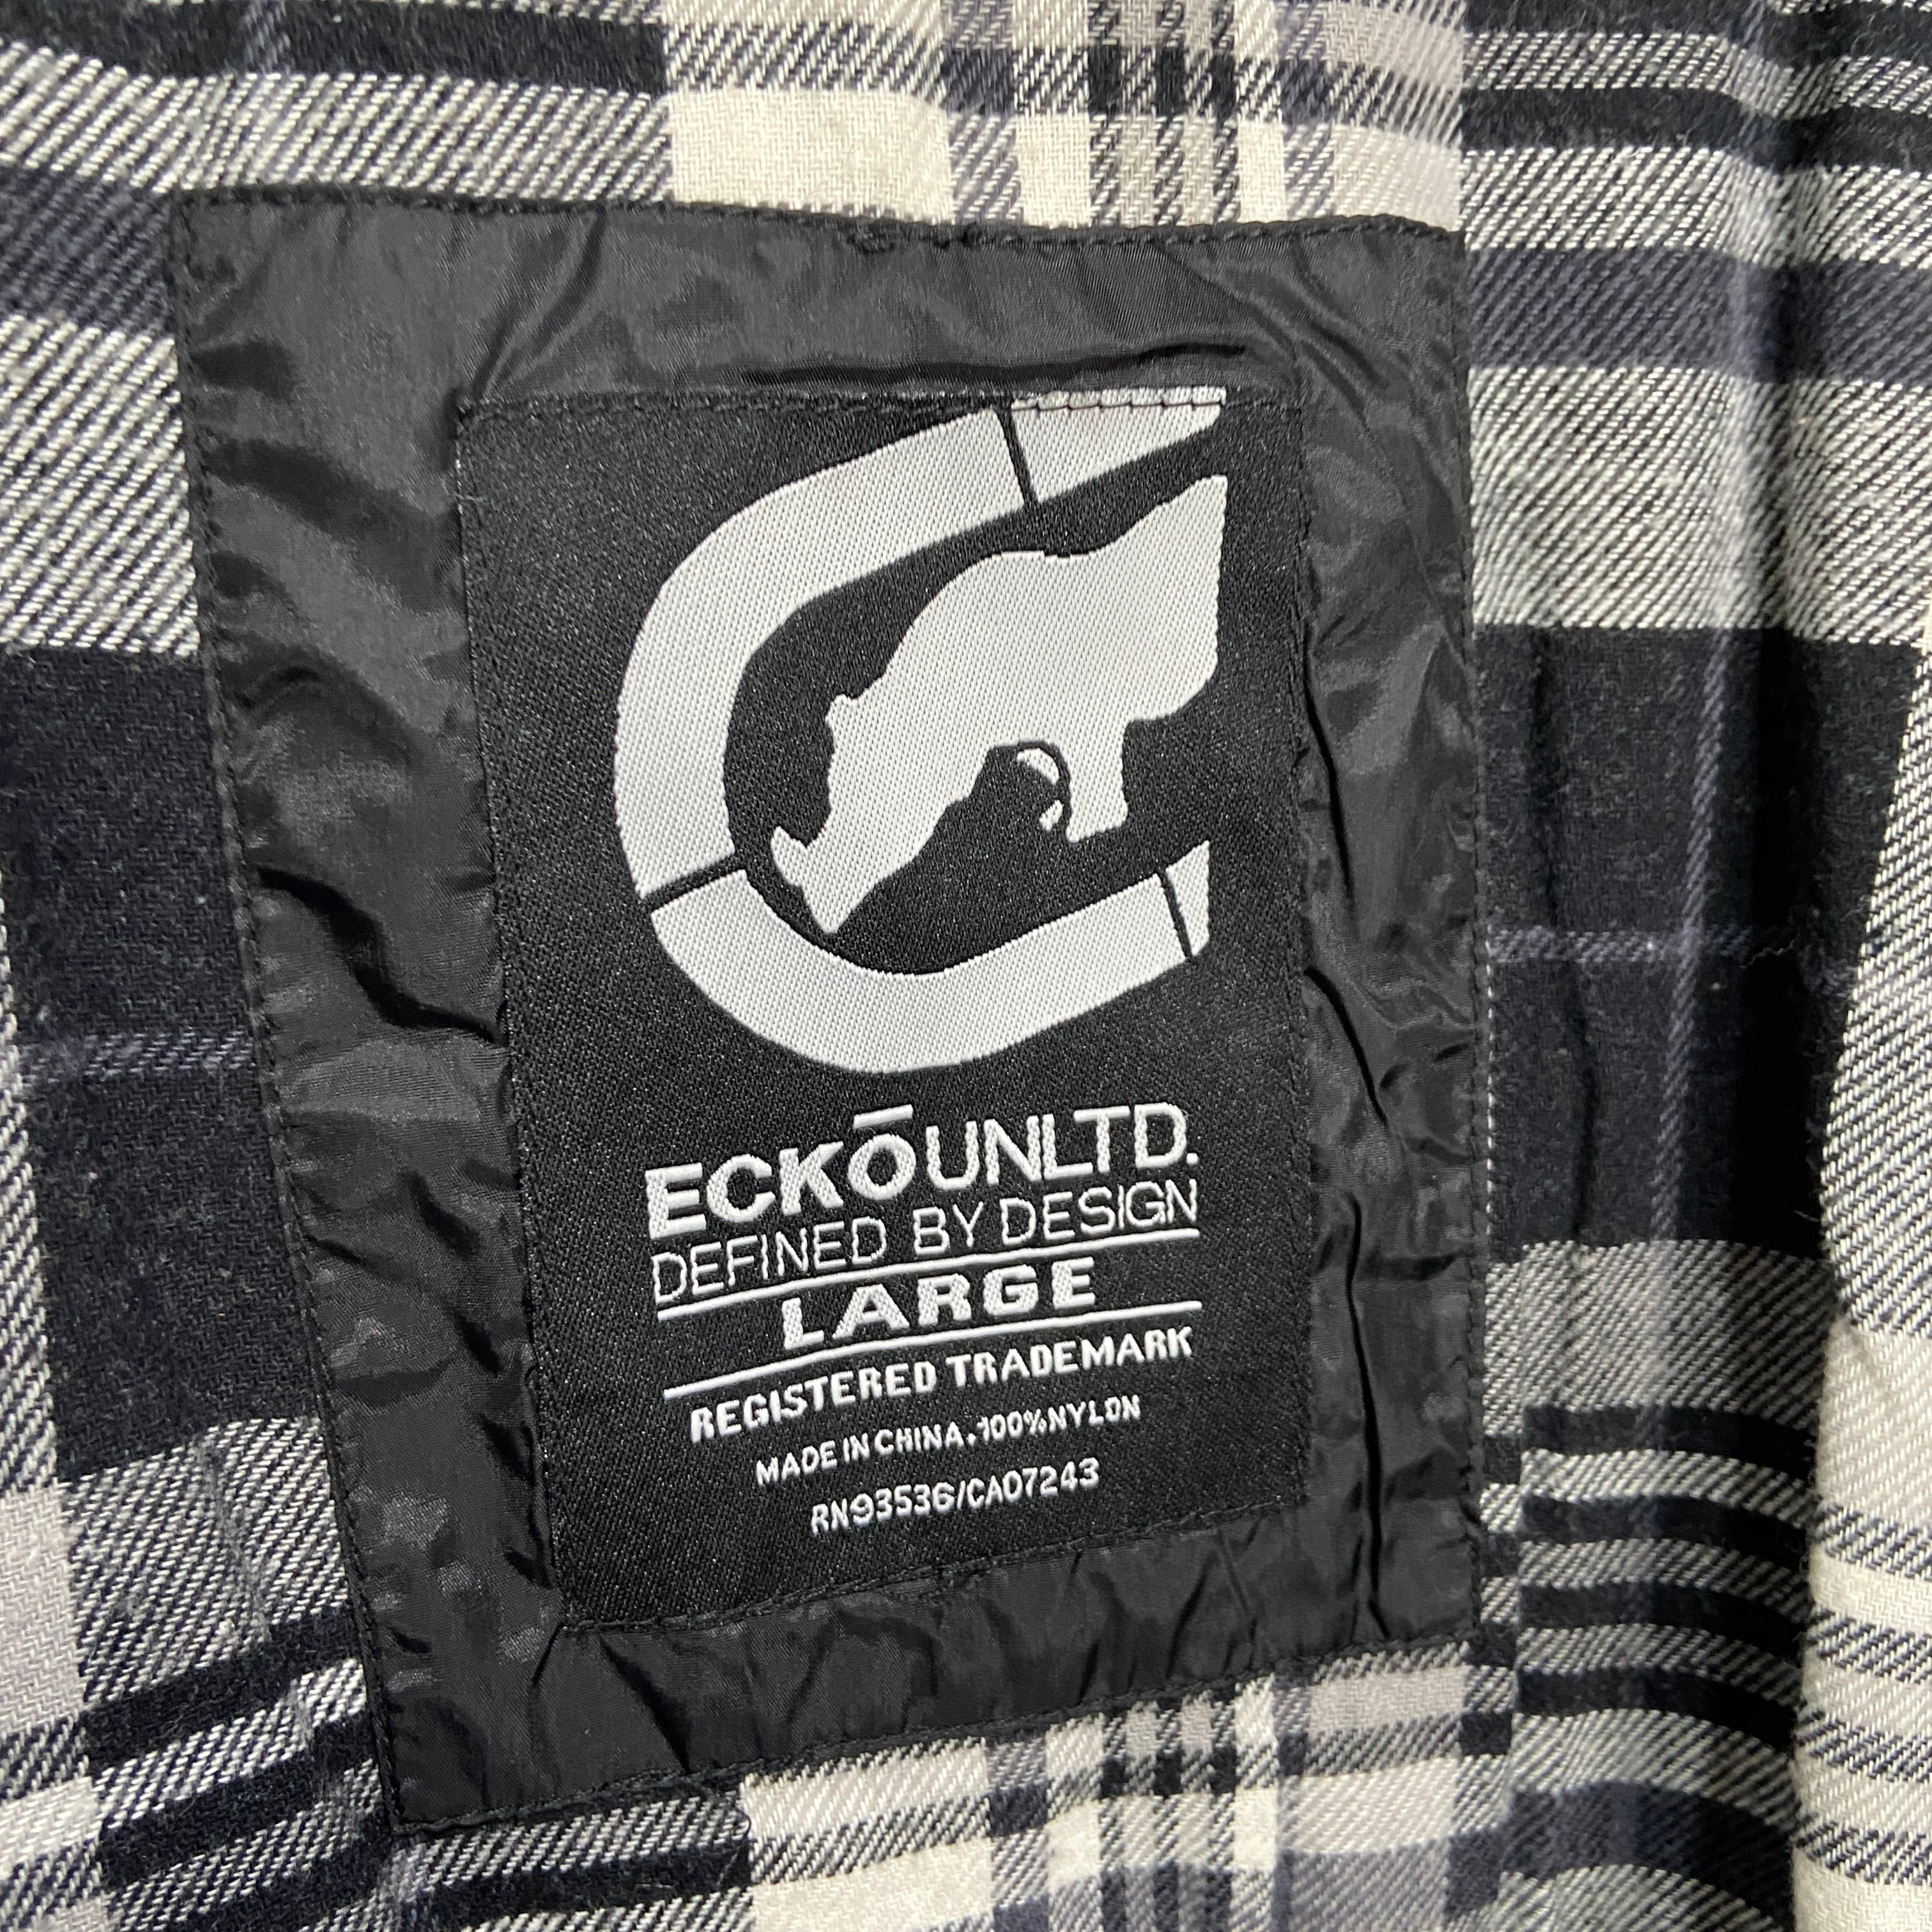 ECKŌUNLTD.
DEFINED BY DESIGN
LARGE
REGISTERED TRADEMARK
MADE IN CHINA.100%NYLON
RN93536/CA07243